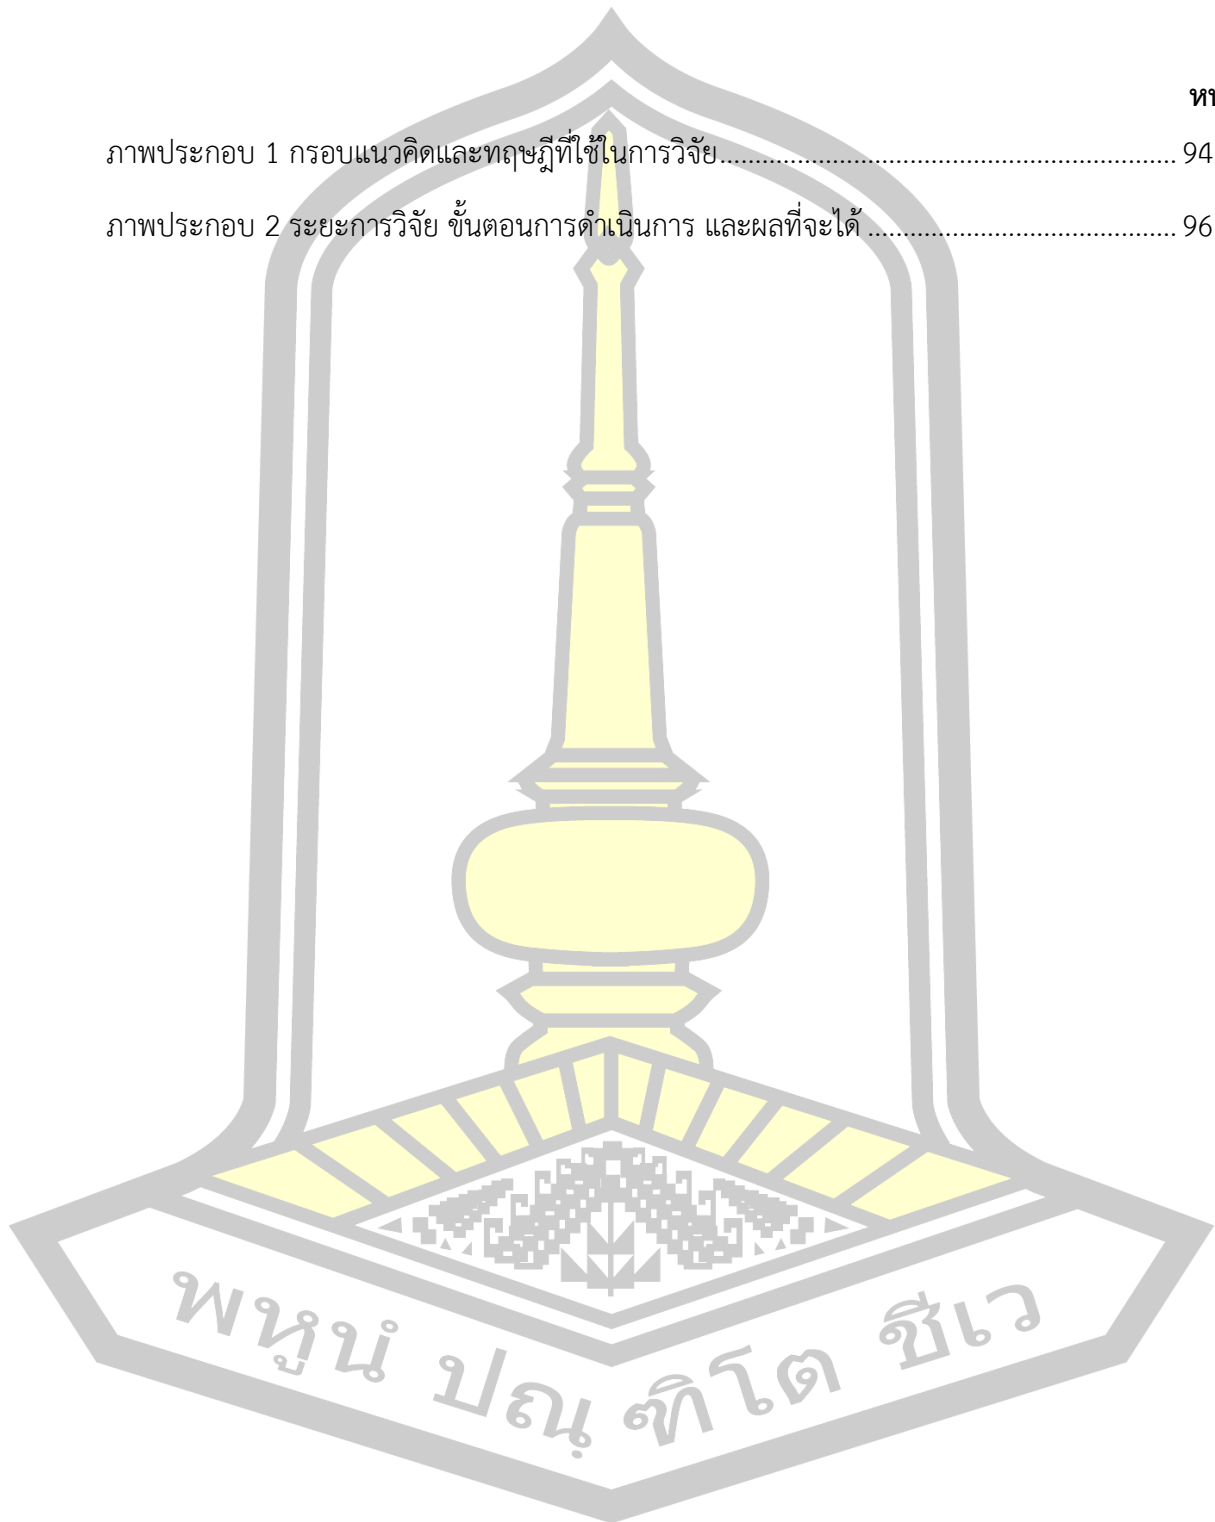 ภาพประกอบ 1 กรอบแนวคิดและทฤษฎีที่ใช้ในการวิจัย.................................................................. 94
ภาพประกอบ 2 ระยะการวิจัย ขั้นตอนการดำเนินการ และผลที่จะได้ ............................................ 96
พหูนํ ปณฺฑิโต ชีเว